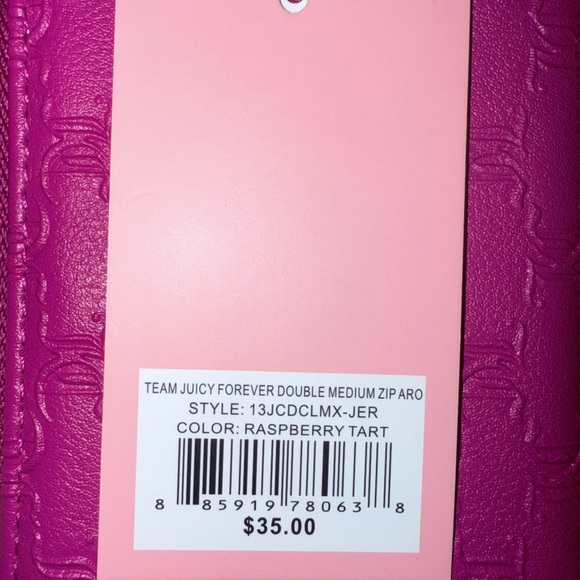 TEAM JUICY FOREVER DOUBLE MEDIUM ZIP ARO
STYLE: 13JCDCLMX-JER
COLOR: RASPBERRY TART
8 85919 78063 8
$35.00